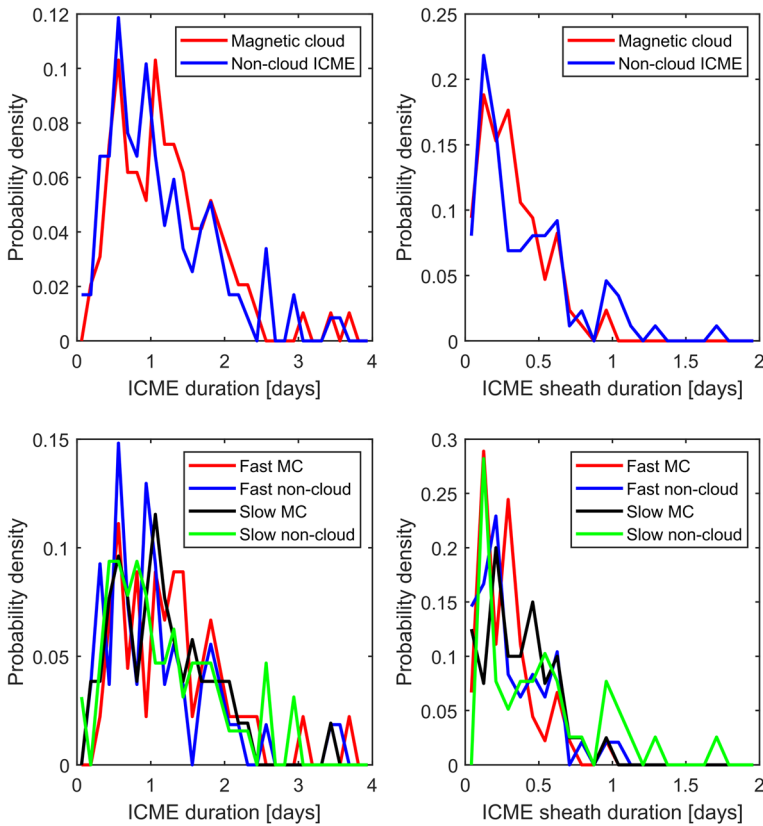 0.12
0.1
0.08
0.06
0.04
0.02
0
Probability density
Magnetic cloud
Non-cloud ICME
0 1 2 3 4
ICME duration [days]
0.25
0.2
0.15
0.1
0.05
0
Probability density
Magnetic cloud
Non-cloud ICME
0 0.5 1 1.5 2
ICME sheath duration [days]
0.15
0.1
0.05
0
Probability density
Fast MC
Fast non-cloud
Slow MC
Slow non-cloud
0 1 2 3 4
ICME duration [days]
0.3
0.25
0.2
0.15
0.1
0.05
0
Probability density
Fast MC
Fast non-cloud
Slow MC
Slow non-cloud
0 0.5 1 1.5 2
ICME sheath duration [days]